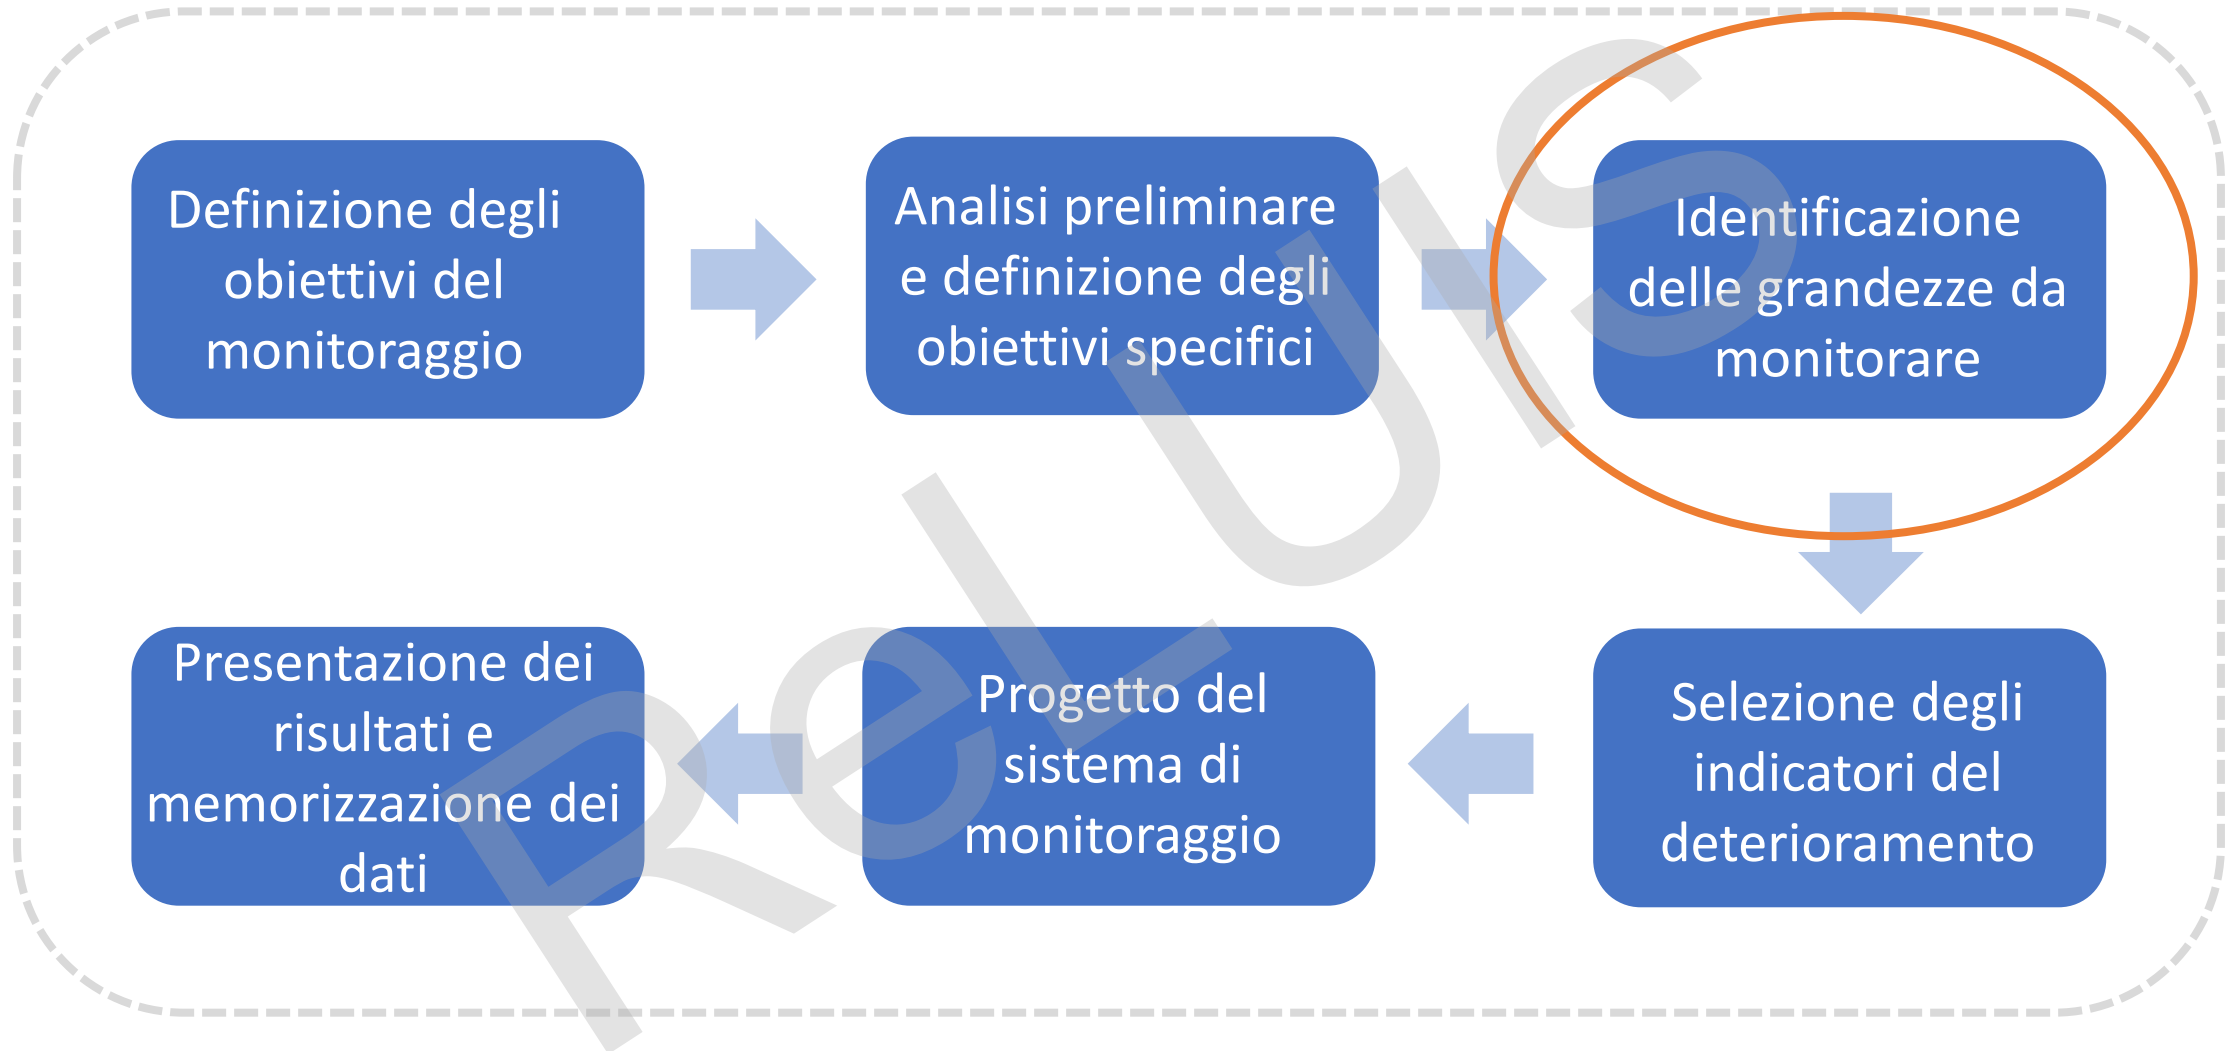 Definizione degli
obiettivi del
monitoraggio
Analisi preliminare
e definizione degli
obiettivi specifici
Identificazione
delle grandezze da
monitorare
Selezione degli
indicatori del
deterioramento
Progetto del
sistema di
monitoraggio
Presentazione dei
risultati e
memorizzazione dei
dati
ReLUIS